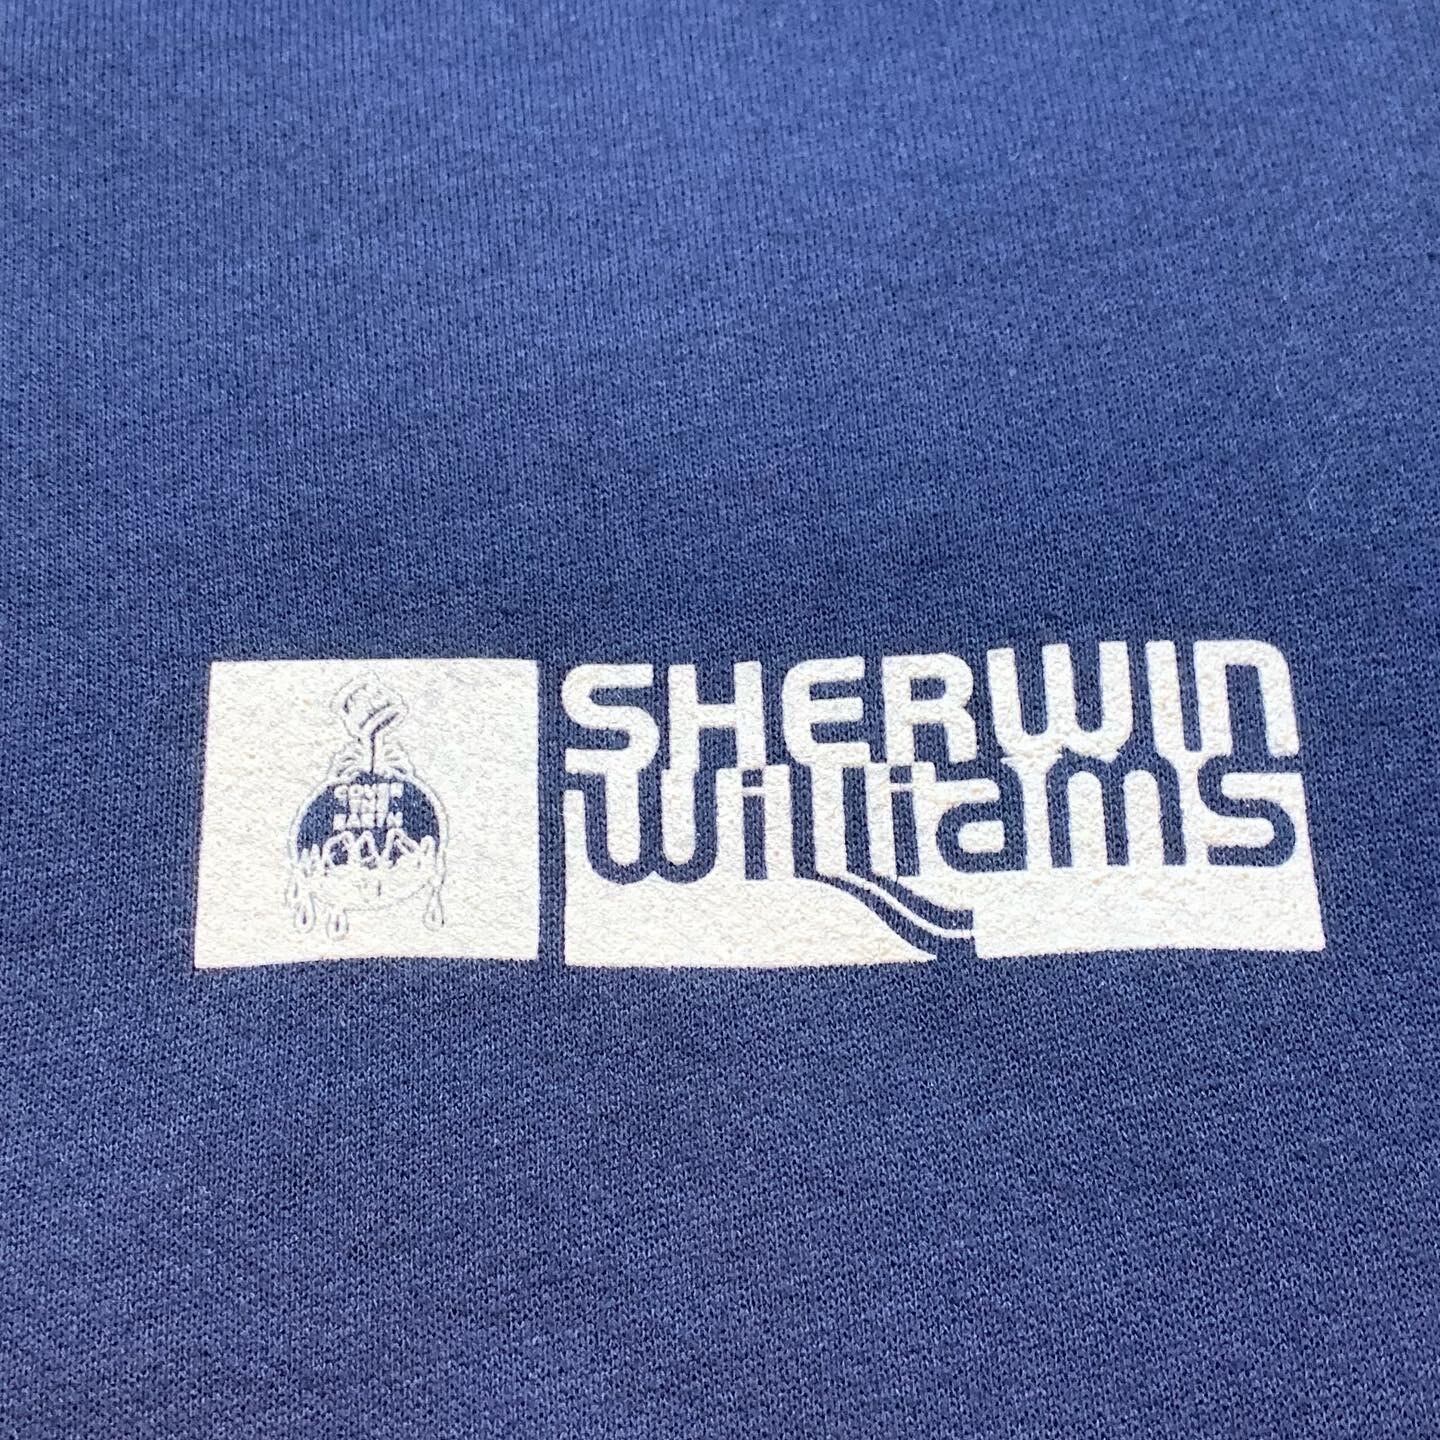 COVER
THE
EARTH
SHERWIN
Williams